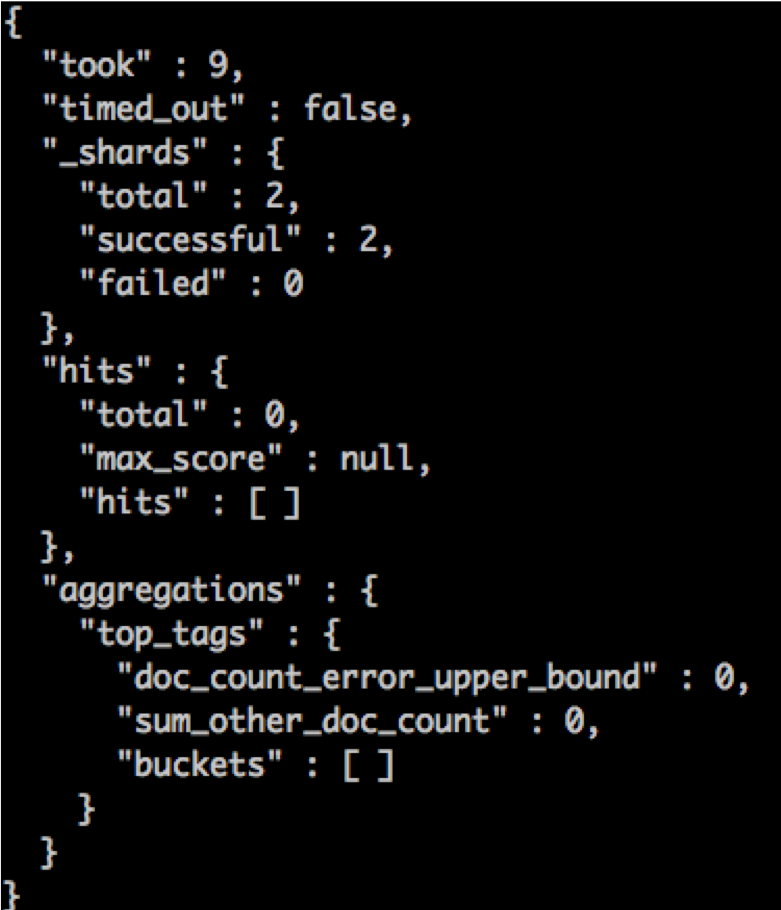 {
  "took" : 9,
  "timed_out" : false,
  "_shards" : {
    "total" : 2,
    "successful" : 2,
    "failed" : 0
  },
  "hits" : {
    "total" : 0,
    "max_score" : null,
    "hits" : [ ]
  },
  "aggregations" : {
    "top_tags" : {
      "doc_count_error_upper_bound" : 0,
      "sum_other_doc_count" : 0,
      "buckets" : [ ]
    }
  }
}